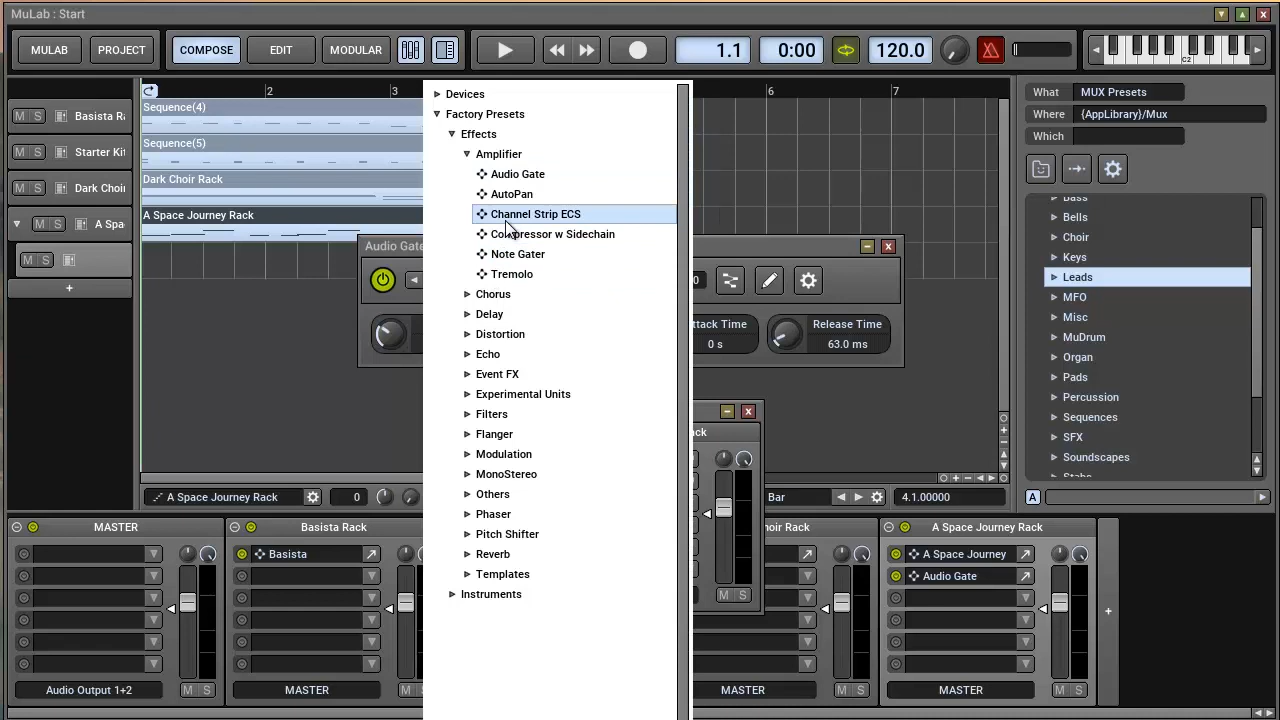 MuLab : Start
MULAB PROJECT COMPOSE EDIT MODULAR 1.1 0:00 120.0 C2
2 3 6 7
What MUX Presets
Where {AppLibrary}/Mux
Which
M S Basista Ra
M S Starter Kit
M S Dark Choir
M S A Spa
M S
+
Sequence(4)
Sequence(5)
Dark Choir Rack
A Space Journey Rack
Devices
Factory Presets
Effects
Amplifier
Audio Gate
AutoPan
Channel Strip ECS
Compressor w Sidechain
Note Gater
Tremolo
Chorus
Delay
Distortion
Echo
Event FX
Experimental Units
Filters
Flanger
Modulation
MonoStereo
Others
Phaser
Pitch Shifter
Reverb
Templates
Instruments
Audio Gate
0
ttack Time
0 s
Release Time
63.0 ms
ack
M S
Bass
Bells
Choir
Keys
Leads
MFO
Misc
MuDrum
Organ
Pads
Percussion
Sequences
SFX
Soundscapes
Stabs
A
A Space Journey Rack 0 Bar 4.1.00000
MASTER Basista Rack hoir Rack A Space Journey Rack
Basista A Space Journey
Audio Gate
+
Audio Output 1+2 M S MASTER M MASTER M S MASTER M S